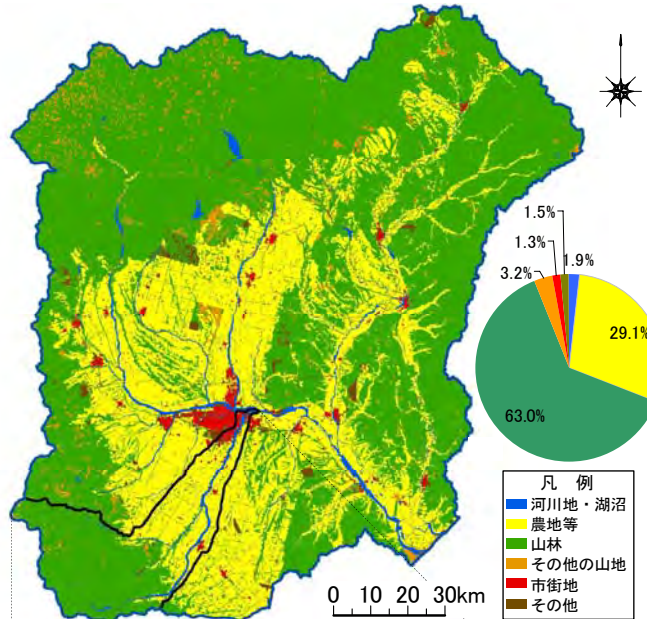 1.5%
1.3%
1.9%
3.2%
29.1%
63.0%
凡 例
河川地・湖沼
農地等
山林
その他の山地
市街地
その他
0 10 20 30km